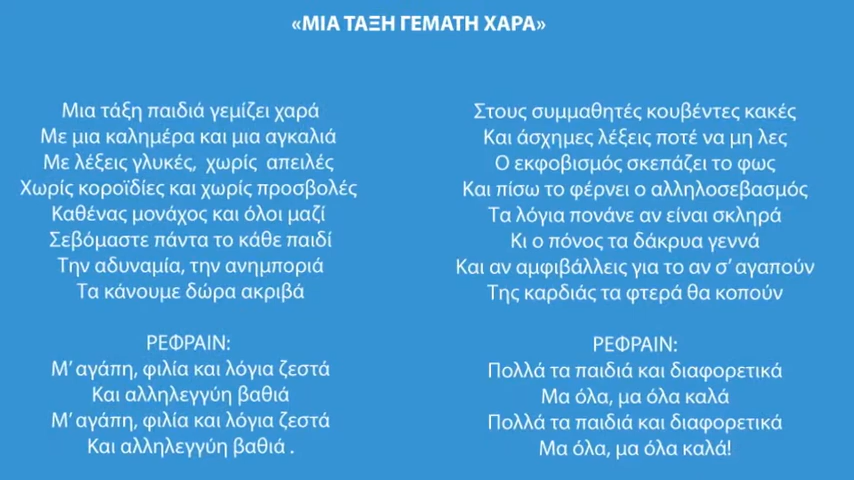 «ΜΙΑ ΤΑΞΗ ΓΕΜΑΤΗ ΧΑΡΑ»
Μια τάξη παιδιά γεμίζει χαρά
Με μια καλημέρα και μια αγκαλιά
Με λέξεις γλυκές, χωρίς απειλές
Χωρίς κοροϊδίες και χωρίς προσβολές
Καθένας μονάχος και όλοι μαζί
Σεβόμαστε πάντα το κάθε παιδί
Την αδυναμία, την ανημποριά
Τα κάνουμε δώρα ακριβά
ΡΕΦΡΑΙΝ:
Μ’ αγάπη, φιλία και λόγια ζεστά
Και αλληλεγγύη βαθιά
Μ’ αγάπη, φιλία και λόγια ζεστά
Και αλληλεγγύη βαθιά .
Στους συμμαθητές κουβέντες κακές
Και άσχημες λέξεις ποτέ να μη λες
Ο εκφοβισμός σκεπάζει το φως
Και πίσω το φέρνει ο αλληλοσεβασμός
Τα λόγια πονάνε αν είναι σκληρά
Κι ο πόνος τα δάκρυα γεννά
Και αν αμφιβάλλεις για το αν σ’ αγαπούν
Της καρδιάς τα φτερά θα κοπούν
ΡΕΦΡΑΙΝ:
Πολλά τα παιδιά και διαφορετικά
Μα όλα, μα όλα καλά
Πολλά τα παιδιά και διαφορετικά
Μα όλα, μα όλα καλά!